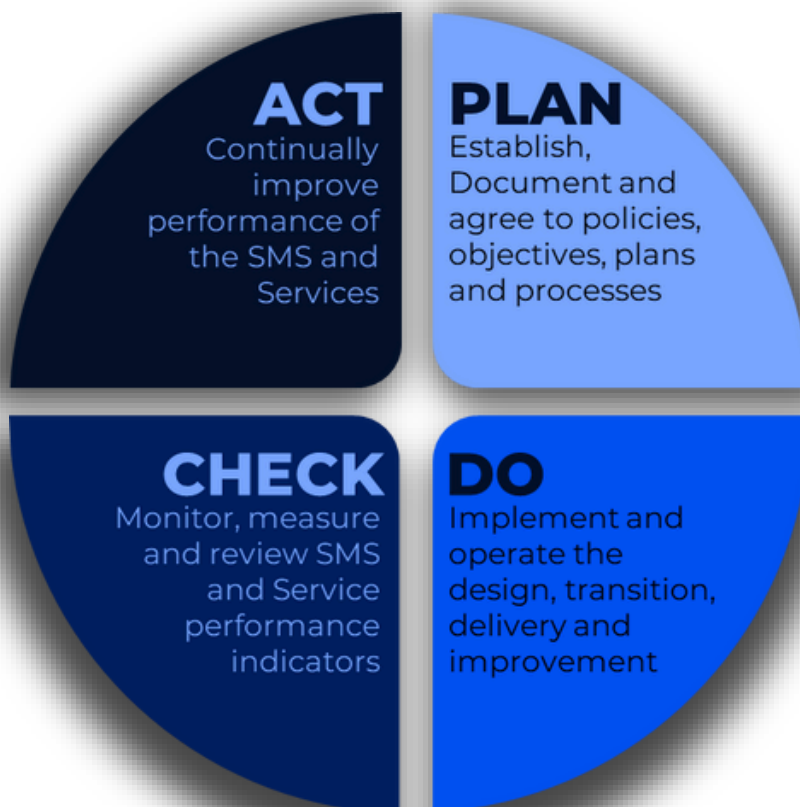 ACT
Continually
improve
performance of
the SMS and
Services
PLAN
Establish,
Document and
agree to policies,
objectives, plans
and processes
CHECK
Monitor, measure
and review SMS
and Service
performance
indicators
DO
Implement and
operate the
design, transition,
delivery and
improvement